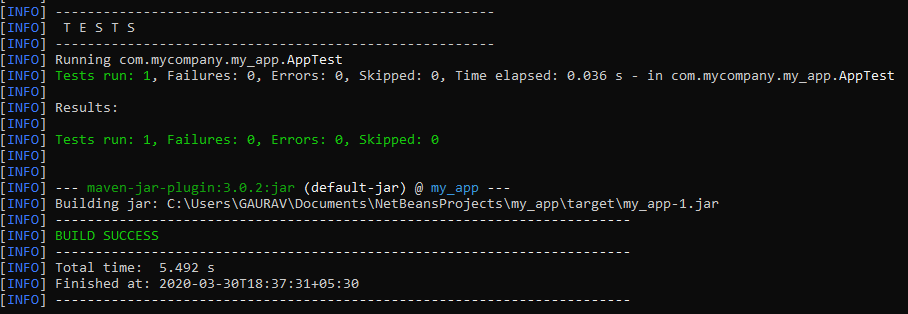 [INFO] -------------------------------------------------------
[INFO]  T E S T S
[INFO] -------------------------------------------------------
[INFO] Running com.mycompany.my_app.AppTest
[INFO] Tests run: 1, Failures: 0, Errors: 0, Skipped: 0, Time elapsed: 0.036 s - in com.mycompany.my_app.AppTest
[INFO]
[INFO] Results:
[INFO]
[INFO] Tests run: 1, Failures: 0, Errors: 0, Skipped: 0
[INFO]
[INFO]
[INFO] --- maven-jar-plugin:3.0.2:jar (default-jar) @ my_app ---
[INFO] Building jar: C:\Users\GAURAV\Documents\NetBeansProjects\my_app\target\my_app-1.jar
[INFO] ------------------------------------------------------------------------
[INFO] BUILD SUCCESS
[INFO] ------------------------------------------------------------------------
[INFO] Total time:  5.492 s
[INFO] Finished at: 2020-03-30T18:37:31+05:30
[INFO] ------------------------------------------------------------------------